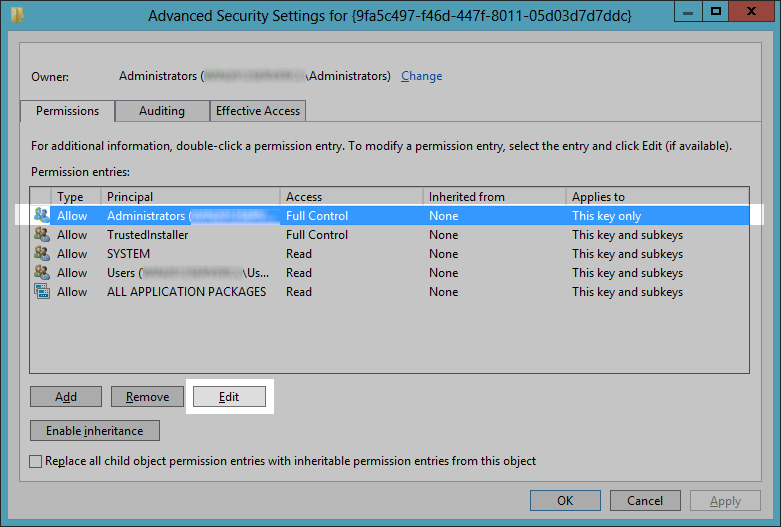 Advanced Security Settings for {9fa5c497-f46d-447f-8011-05d03d7d7ddc}
Owner: Administrators ( \Administrators) Change
Permissions Auditing Effective Access
For additional information, double-click a permission entry. To modify a permission entry, select the entry and click Edit (if available).
Permission entries:
Type Principal Access Inherited from Applies to
Allow Administrators ( ... Full Control None This key only
Allow TrustedInstaller Full Control None This key and subkeys
Allow SYSTEM Read None This key and subkeys
Allow Users ( \Us... Read None This key and subkeys
Allow ALL APPLICATION PACKAGES Read None This key and subkeys
Add Remove Edit
Enable inheritance
Replace all child object permission entries with inheritable permission entries from this object
OK Cancel Apply